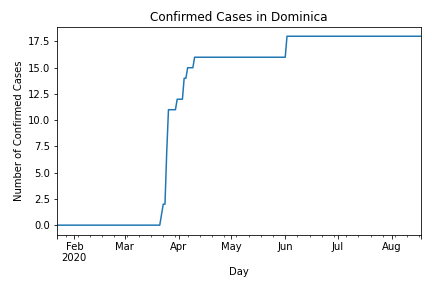 Confirmed Cases in Dominica
Number of Confirmed Cases
17.5
15.0
12.5
10.0
7.5
5.0
2.5
0.0
Feb Mar Apr May Jun Jul Aug
2020
Day